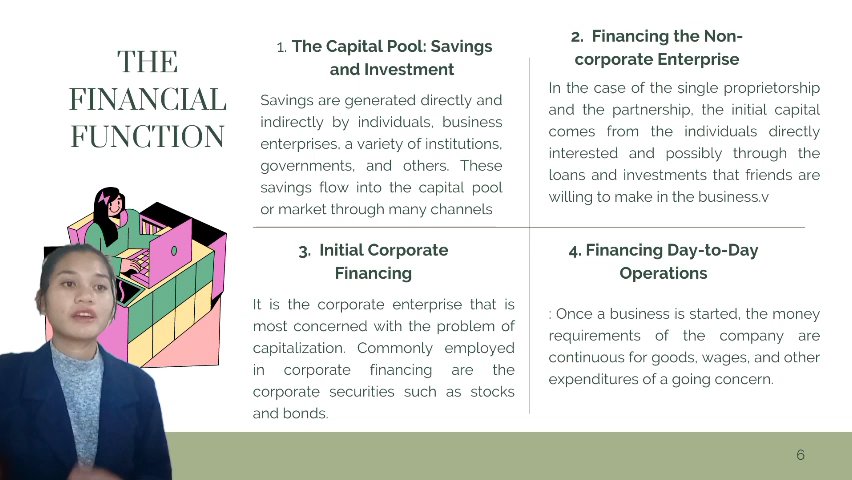 THE
FINANCIAL
FUNCTION
1. The Capital Pool: Savings
and Investment
Savings are generated directly and
indirectly by individuals, business
enterprises, a variety of institutions,
governments, and others. These
savings flow into the capital pool
or market through many channels
2. Financing the Non-
corporate Enterprise
In the case of the single proprietorship
and the partnership, the initial capital
comes from the individuals directly
interested and possibly through the
loans and investments that friends are
willing to make in the business.v
3. Initial Corporate
Financing
It is the corporate enterprise that is
most concerned with the problem of
capitalization. Commonly employed
in corporate financing are the
corporate securities such as stocks
and bonds.
4. Financing Day-to-Day
Operations
: Once a business is started, the money
requirements of the company are
continuous for goods, wages, and other
expenditures of a going concern.
6